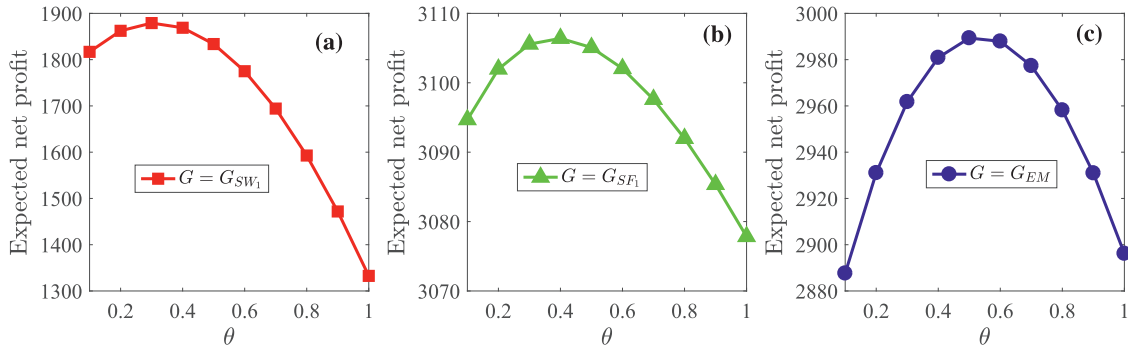 Expected net profit
1900
1800
1700
1600
1500
1400
1300
0.2 0.4 0.6 0.8 1
θ
(a)
G = G_{SW_1}
Expected net profit
3110
3100
3090
3080
3070
0.2 0.4 0.6 0.8 1
θ
(b)
G = G_{SF_1}
Expected net profit
3000
2980
2960
2940
2920
2900
2880
0.2 0.4 0.6 0.8 1
θ
(c)
G = G_{EM}